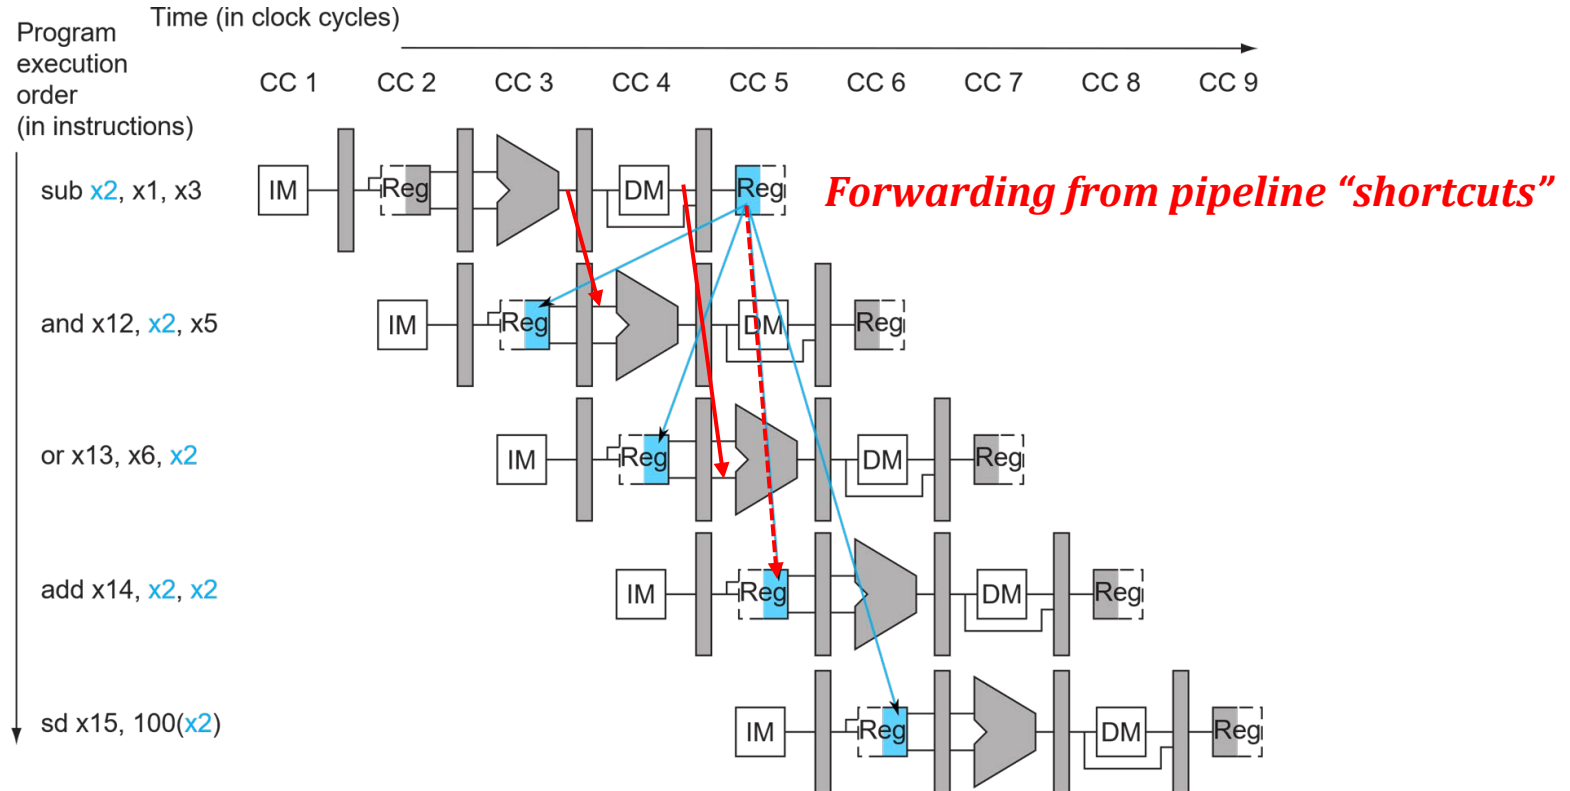 Time (in clock cycles)
Program
execution
order
(in instructions)
CC 1 CC 2 CC 3 CC 4 CC 5 CC 6 CC 7 CC 8 CC 9
sub x2, x1, x3
IM Reg DM Reg
Forwarding from pipeline “shortcuts”
and x12, x2, x5
IM Reg DM Reg
or x13, x6, x2
IM Reg DM Reg
add x14, x2, x2
IM Reg DM Reg
sd x15, 100(x2)
IM Reg DM Reg